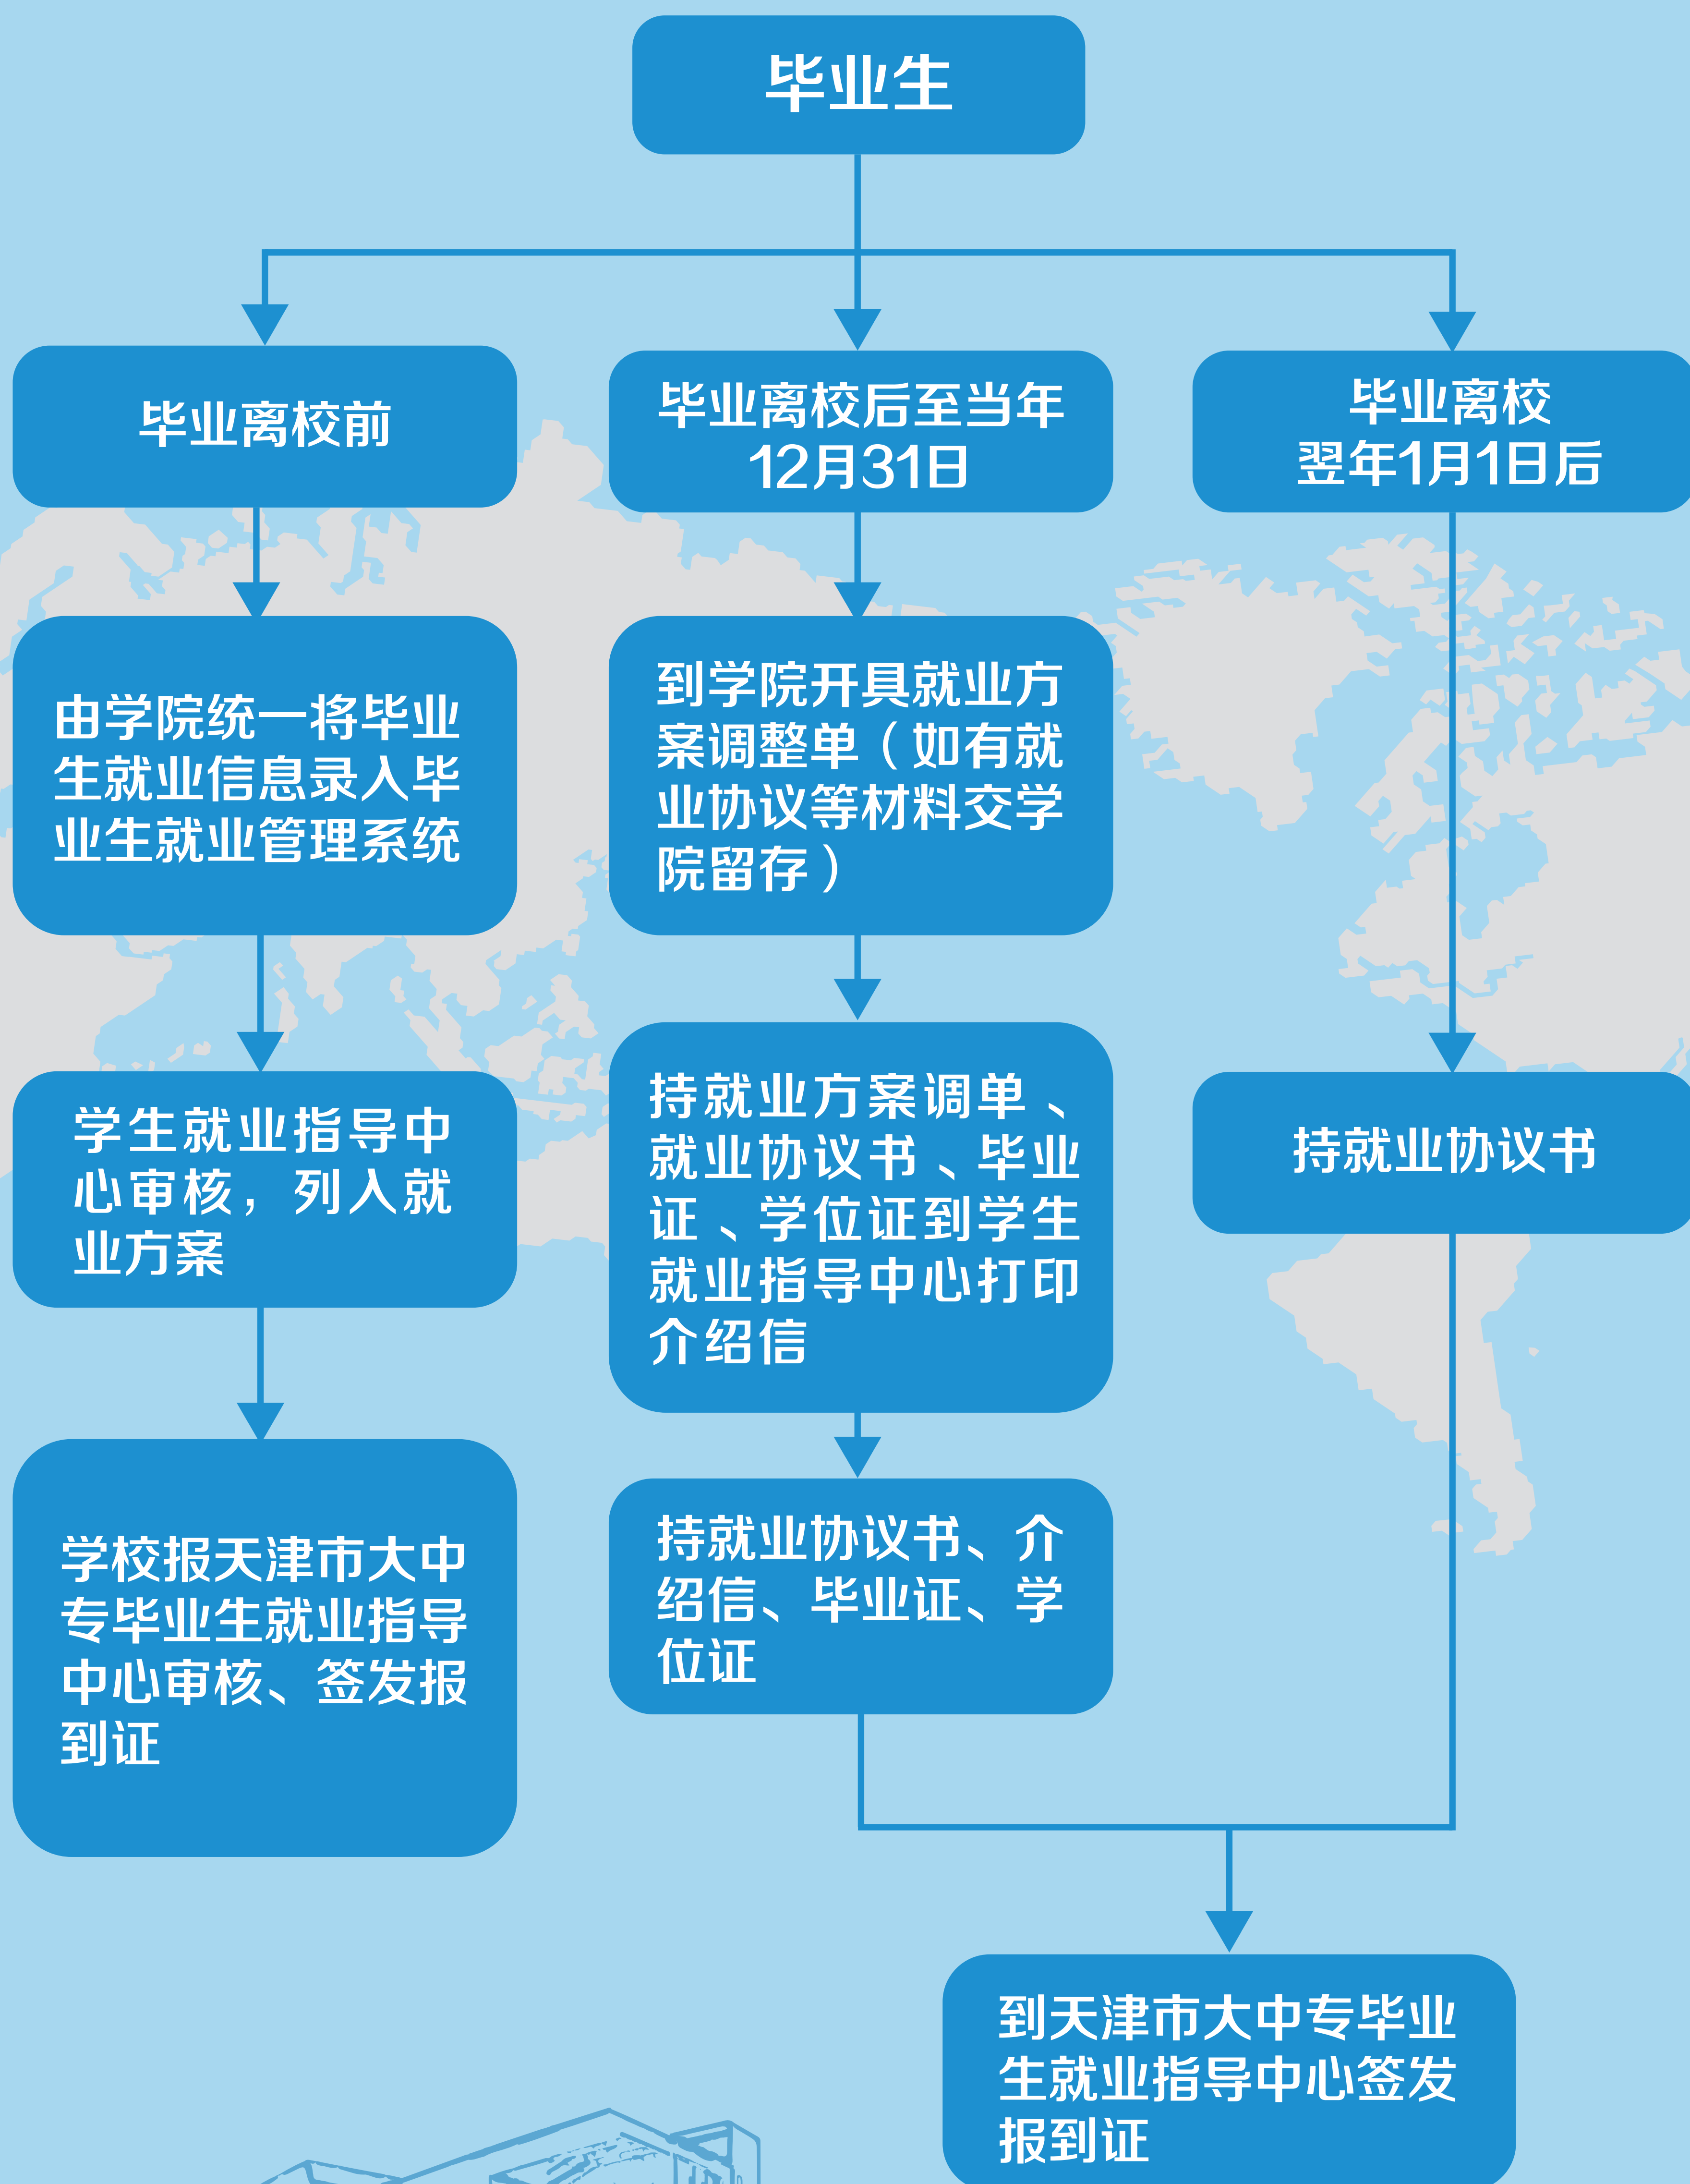 毕业生
毕业离校前
毕业离校后至当年
12月31日
毕业离校
翌年1月1日后
由学院统一将毕业
生就业信息录入毕
业生就业管理系统
到学院开具就业方
案调整单（如有就
业协议等材料交学
院留存）
学生就业指导中
心审核，列入就
业方案
持就业方案调单、
就业协议书、毕业
证、学位证到学生
就业指导中心打印
介绍信
持就业协议书
学校报天津市大中
专毕业生就业指导
中心审核、签发报
到证
持就业协议书、介
绍信、毕业证、学
位证
到天津市大中专毕业
生就业指导中心签发
报到证